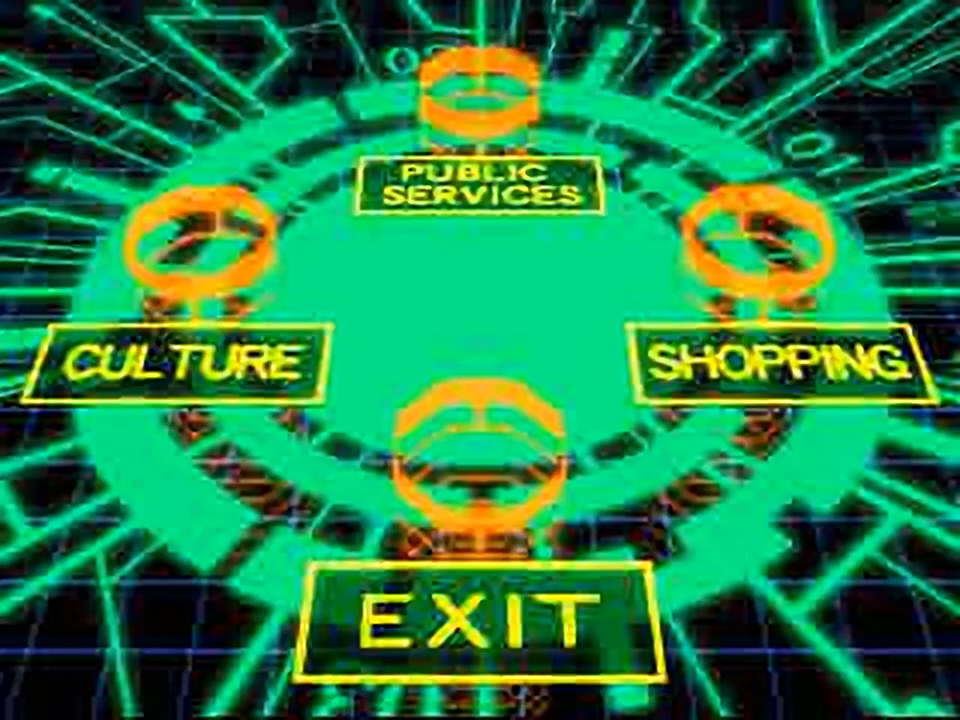 PUBLIC
SERVICES
CULTURE
SHOPPING
EXIT